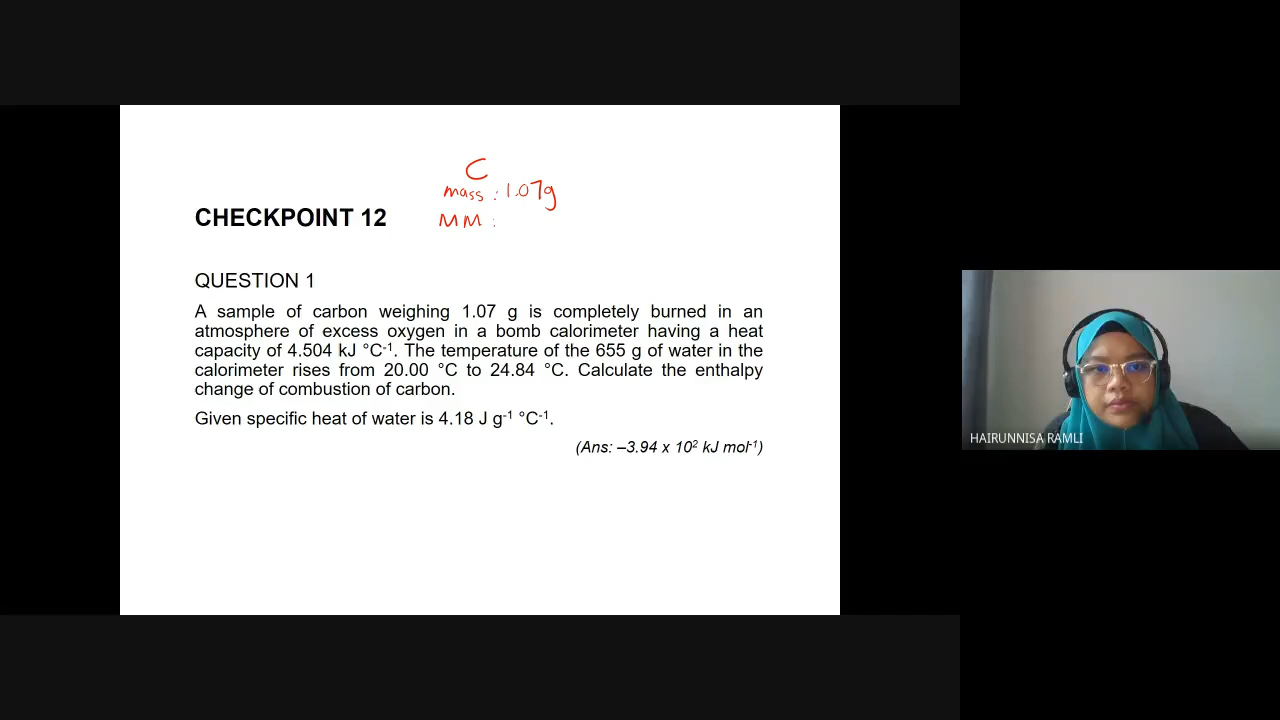 C
mass : 1.07g
CHECKPOINT 12
MM :
QUESTION 1
A sample of carbon weighing 1.07 g is completely burned in an
atmosphere of excess oxygen in a bomb calorimeter having a heat
capacity of 4.504 kJ °C⁻¹. The temperature of the 655 g of water in the
calorimeter rises from 20.00 °C to 24.84 °C. Calculate the enthalpy
change of combustion of carbon.
Given specific heat of water is 4.18 J g⁻¹ °C⁻¹.
(Ans: –3.94 x 10² kJ mol⁻¹)
HAIRUNNISA RAMLI